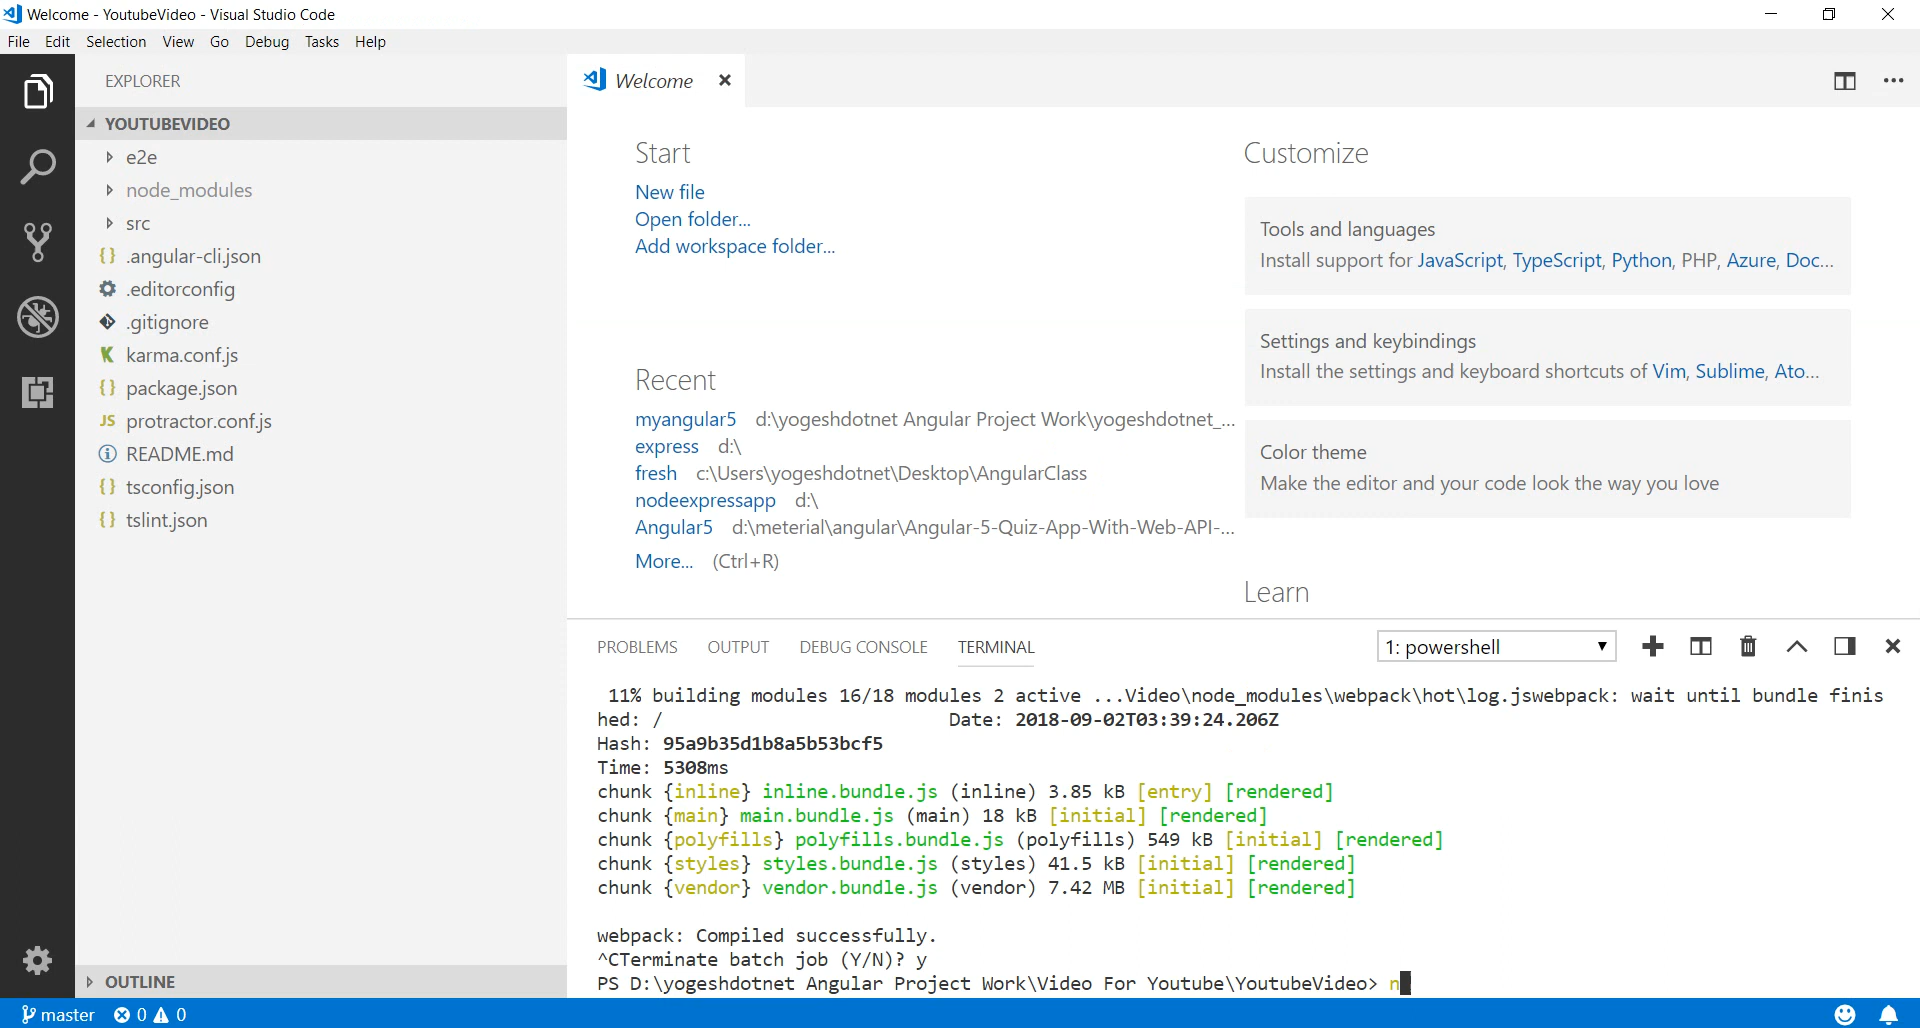 Welcome - YoutubeVideo - Visual Studio Code
File Edit Selection View Go Debug Tasks Help
EXPLORER
YOUTUBEVIDEO
e2e
node_modules
src
{} .angular-cli.json
.editorconfig
.gitignore
K karma.conf.js
{} package.json
JS protractor.conf.js
README.md
{} tsconfig.json
{} tslint.json
OUTLINE
Welcome
Start
New file
Open folder...
Add workspace folder...
Recent
myangular5 d:\yogeshdotnet Angular Project Work\yogeshdotnet_...
express d:\
fresh c:\Users\yogeshdotnet\Desktop\AngularClass
nodeexpressapp d:\
Angular5 d:\meterial\angular\Angular-5-Quiz-App-With-Web-API-...
More... (Ctrl+R)
Customize
Tools and languages
Install support for JavaScript, TypeScript, Python, PHP, Azure, Doc...
Settings and keybindings
Install the settings and keyboard shortcuts of Vim, Sublime, Ato...
Color theme
Make the editor and your code look the way you love
Learn
PROBLEMS OUTPUT DEBUG CONSOLE TERMINAL
1: powershell
11% building modules 16/18 modules 2 active ...Video\node_modules\webpack\hot\log.jswebpack: wait until bundle finis
hed: / Date: 2018-09-02T03:39:24.206Z
Hash: 95a9b35d1b8a5b53bcf5
Time: 5308ms
chunk {inline} inline.bundle.js (inline) 3.85 kB [entry] [rendered]
chunk {main} main.bundle.js (main) 18 kB [initial] [rendered]
chunk {polyfills} polyfills.bundle.js (polyfills) 549 kB [initial] [rendered]
chunk {styles} styles.bundle.js (styles) 41.5 kB [initial] [rendered]
chunk {vendor} vendor.bundle.js (vendor) 7.42 MB [initial] [rendered]
webpack: Compiled successfully.
^CTerminate batch job (Y/N)? y
PS D:\yogeshdotnet Angular Project Work\Video For Youtube\YoutubeVideo> n
master 0 0